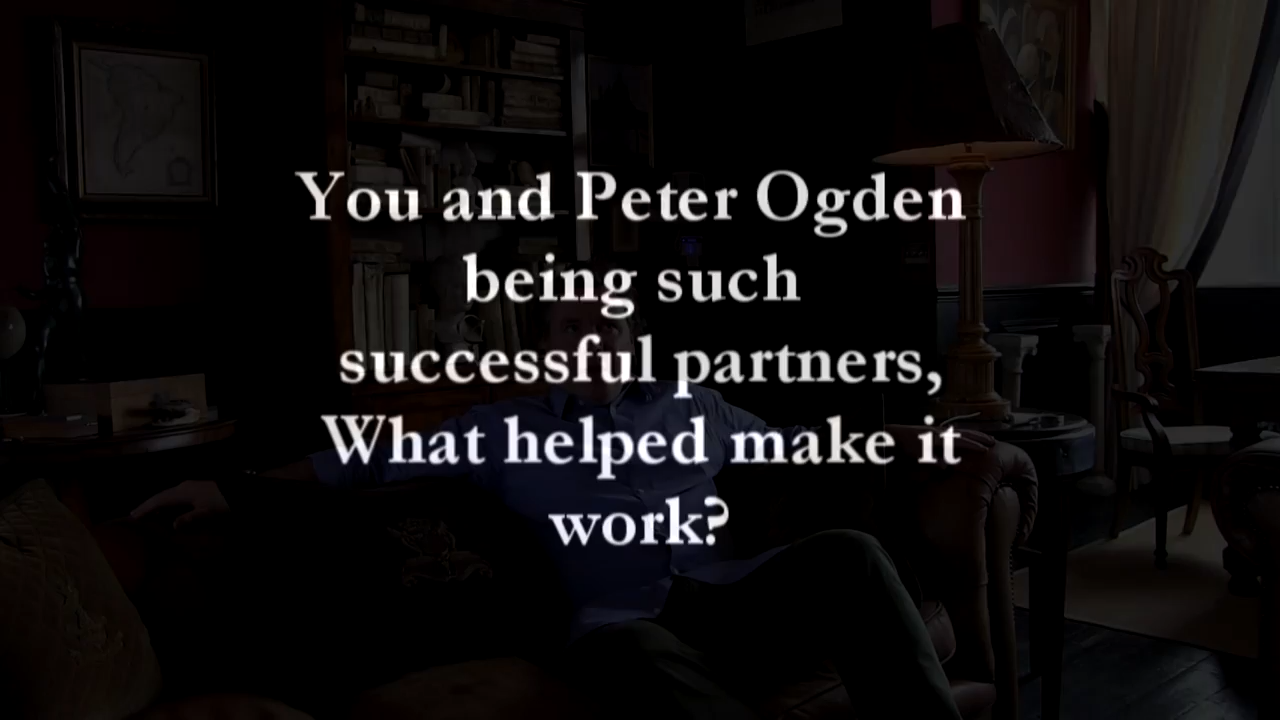 You and Peter Ogden
being such
successful partners,
What helped make it
work?